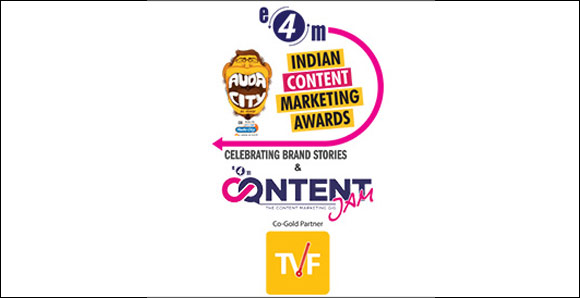 e4m
AUDA
CITY
INDIAN
CONTENT
MARKETING
AWARDS
CELEBRATING BRAND STORIES
&
e4m
CONTENT
JAM
THE CONTENT MARKETING GIG
Co-Gold Partner
TVF